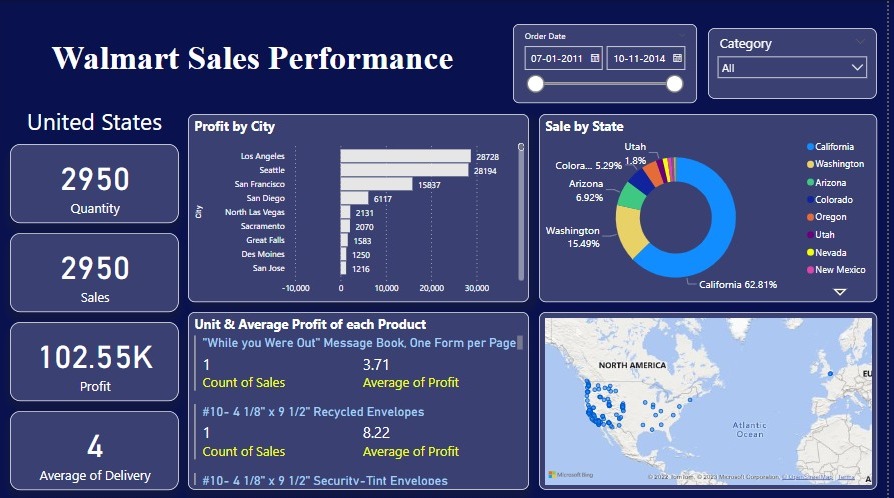 Walmart Sales Performance
Order Date
07-01-2011
10-11-2014
Category
All
United States
2950
Quantity
2950
Sales
102.55K
Profit
4
Average of Delivery
Profit by City
City
Los Angeles 28728
Seattle 28194
San Francisco 15837
San Diego 6117
North Las Vegas 2131
Sacramento 2070
Great Falls 1583
Des Moines 1250
San Jose 1216
-10,000 0 10,000 20,000 30,000
Sale by State
Utah
1.8%
Colora... 5.29%
Arizona
6.92%
Washington
15.49%
California 62.81%
California
Washington
Arizona
Colorado
Oregon
Utah
Nevada
New Mexico
Unit & Average Profit of each Product
"While you Were Out" Message Book, One Form per Page
1 3.71
Count of Sales Average of Profit
#10- 4 1/8" x 9 1/2" Recycled Envelopes
1 8.22
Count of Sales Average of Profit
#10- 4 1/8" x 9 1/2" Security-Tint Envelopes
NORTH AMERICA
EU
Atlantic
Ocean
Microsoft Bing
© 2022 TomTom, © 2023 Microsoft Corporation, © OpenStreetMap Terms